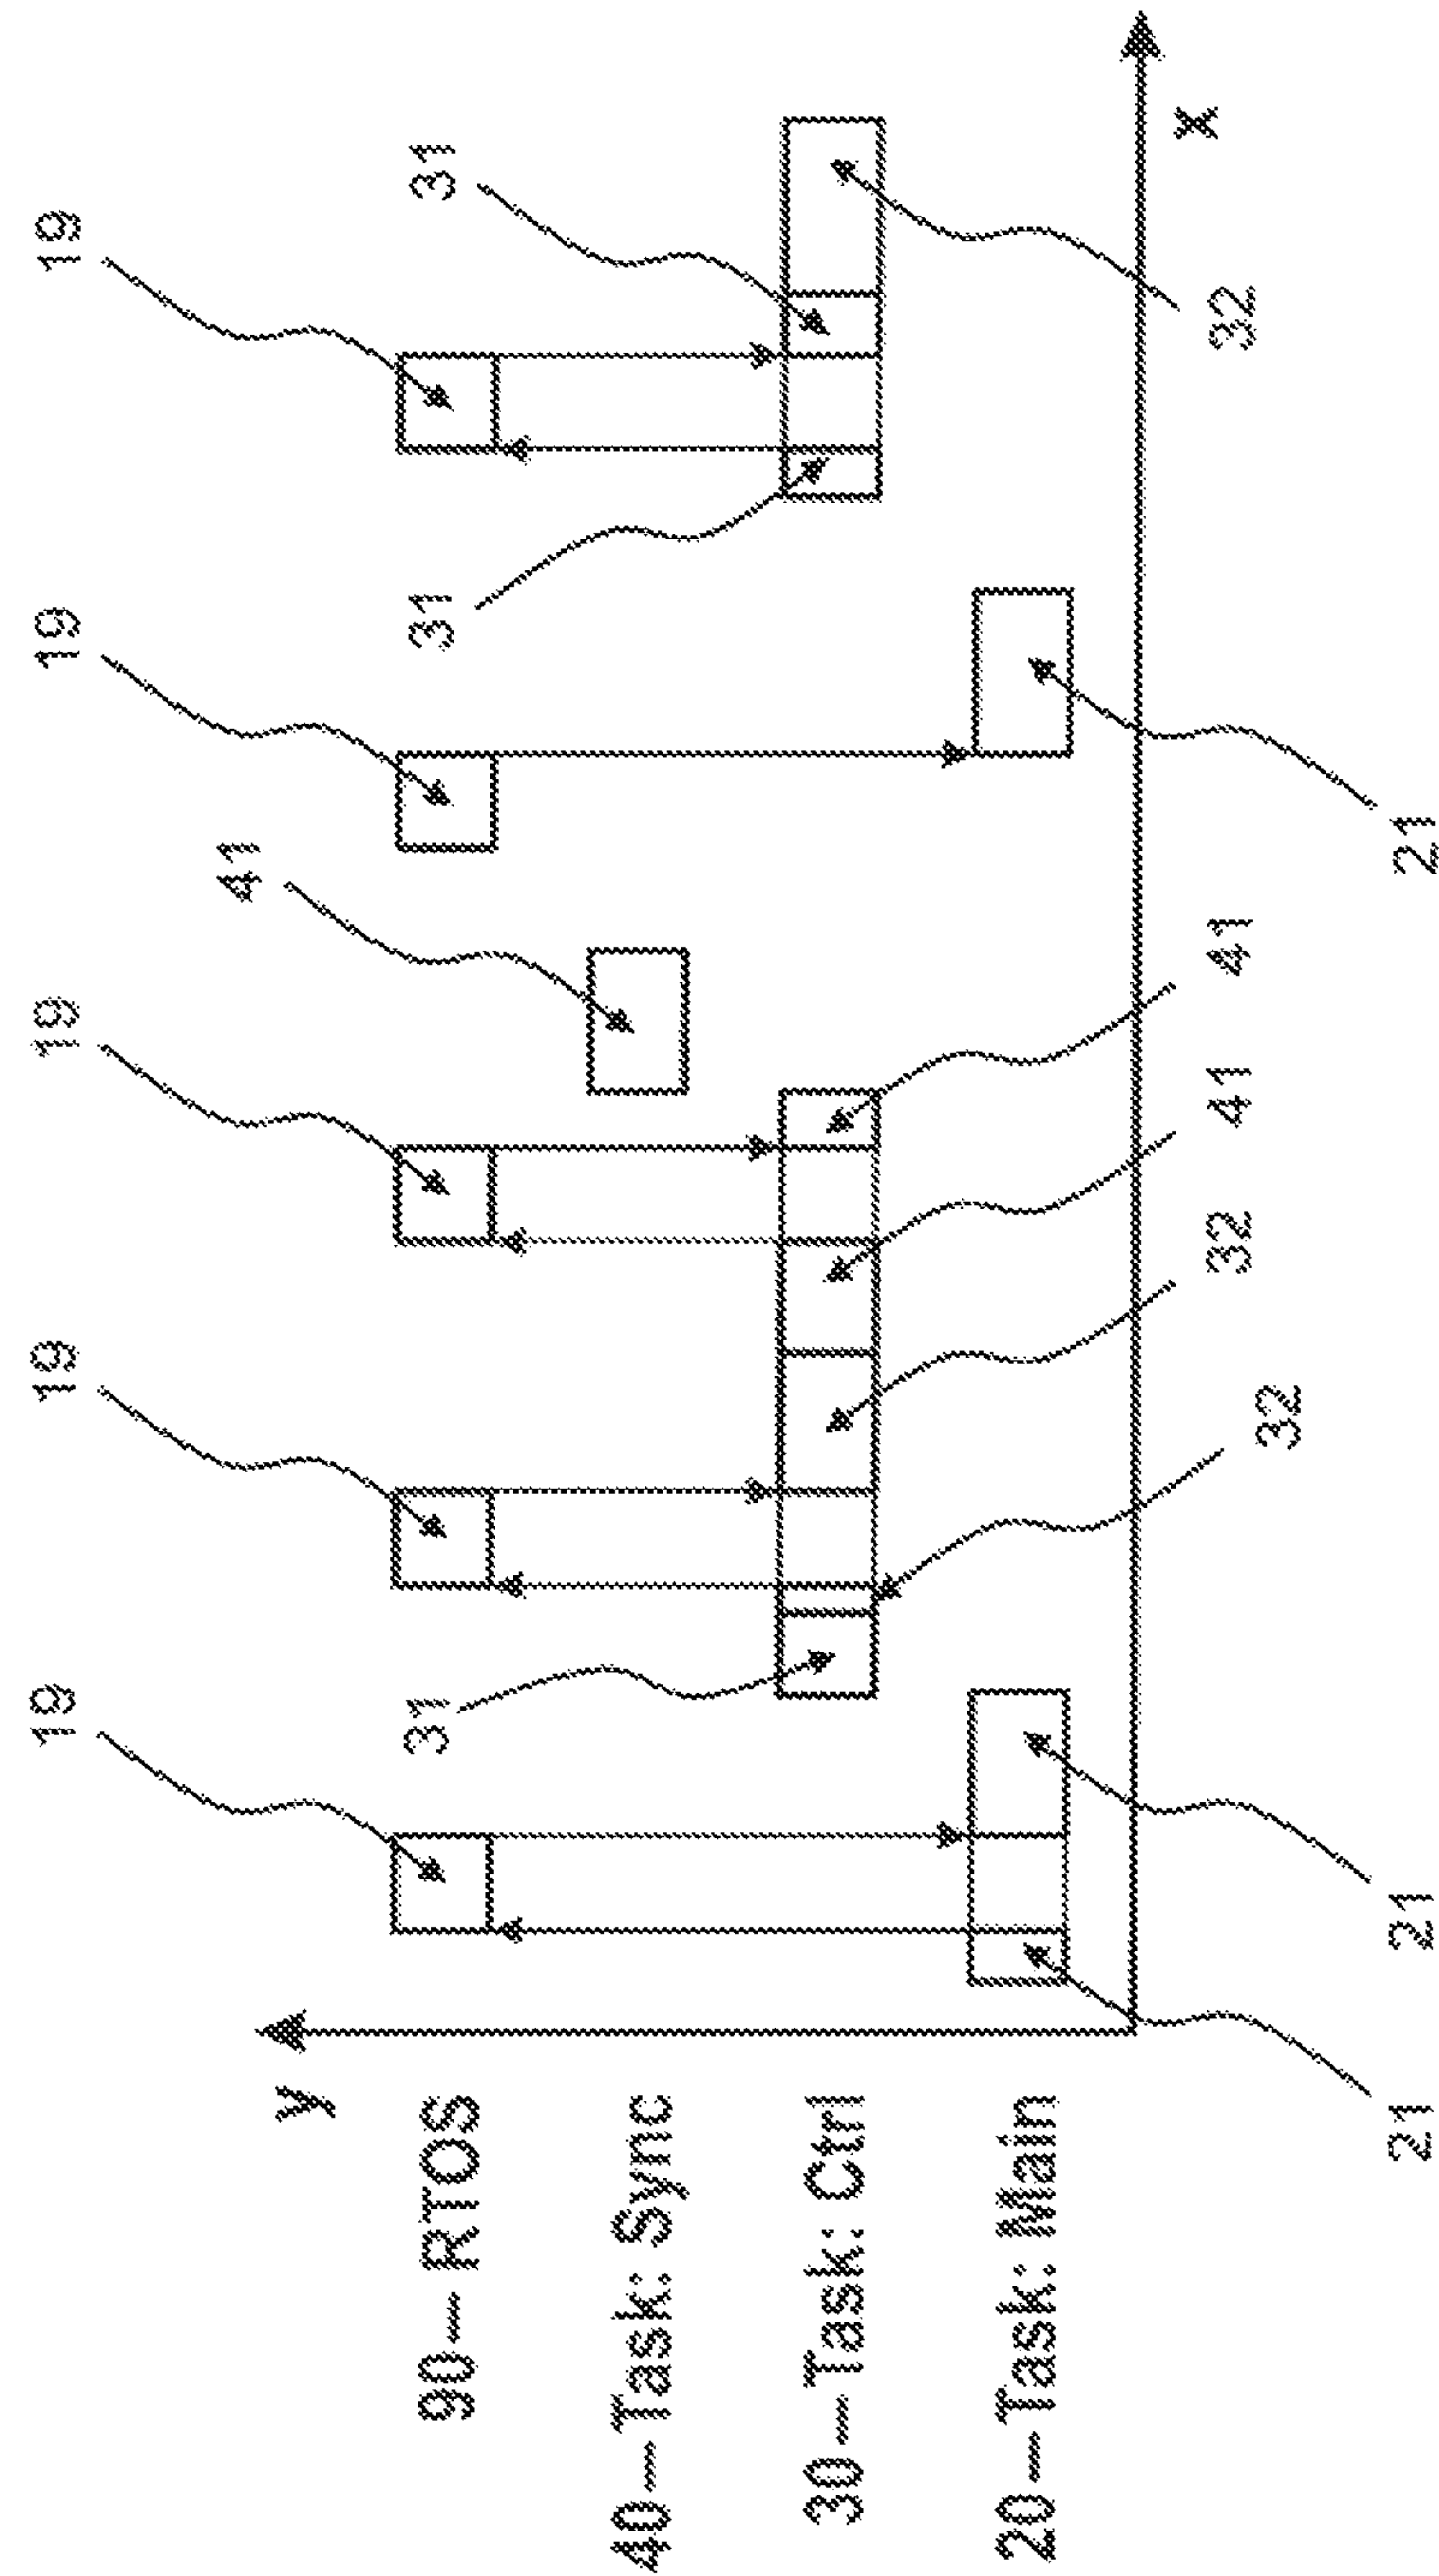 19
19
19
19
19
41
31
31
31
y
90—RTOS
40—Task: Sync
30—Task: Ctrl
20—Task: Main
x
32
32
41
41
32
21
21
21